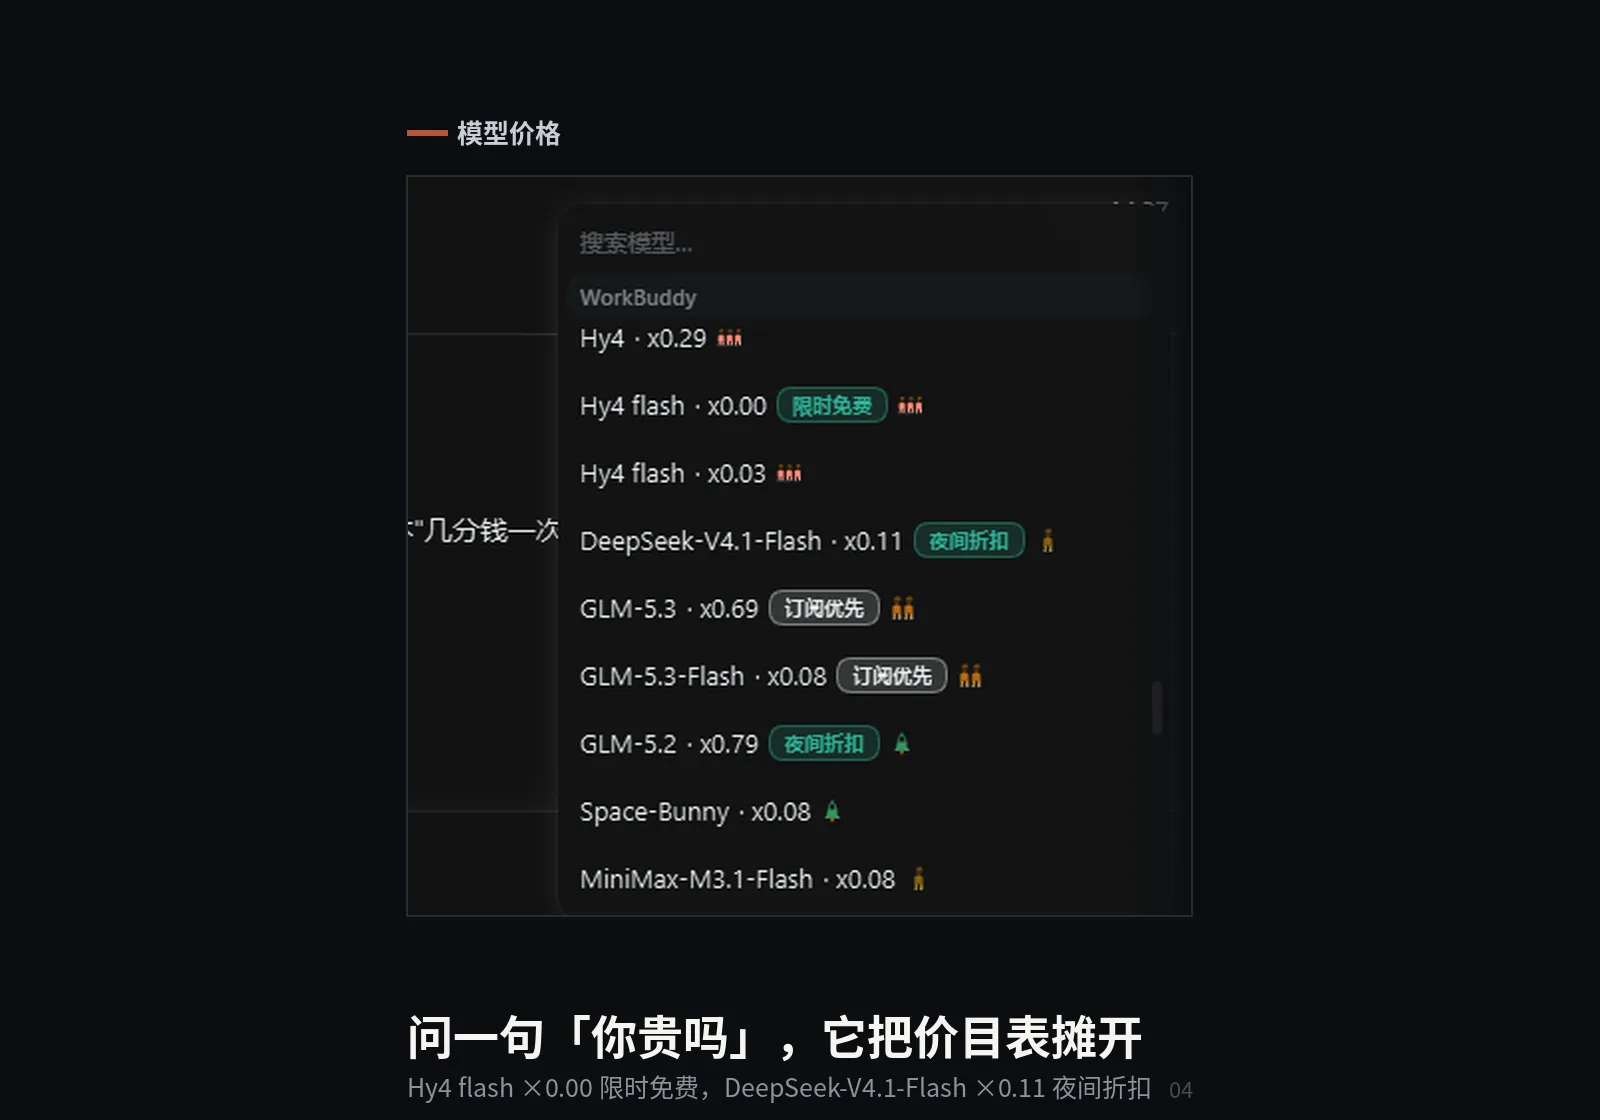 模型价格
搜索模型...
WorkBuddy
Hy4 · x0.29
Hy4 flash · x0.00 限时免费
Hy4 flash · x0.03
"几分钱一次
DeepSeek-V4.1-Flash · x0.11 夜间折扣
GLM-5.3 · x0.69 订阅优先
GLM-5.3-Flash · x0.08 订阅优先
GLM-5.2 · x0.79 夜间折扣
Space-Bunny · x0.08
MiniMax-M3.1-Flash · x0.08
问一句「你贵吗」，它把价目表摊开
Hy4 flash ×0.00 限时免费，DeepSeek-V4.1-Flash ×0.11 夜间折扣 04